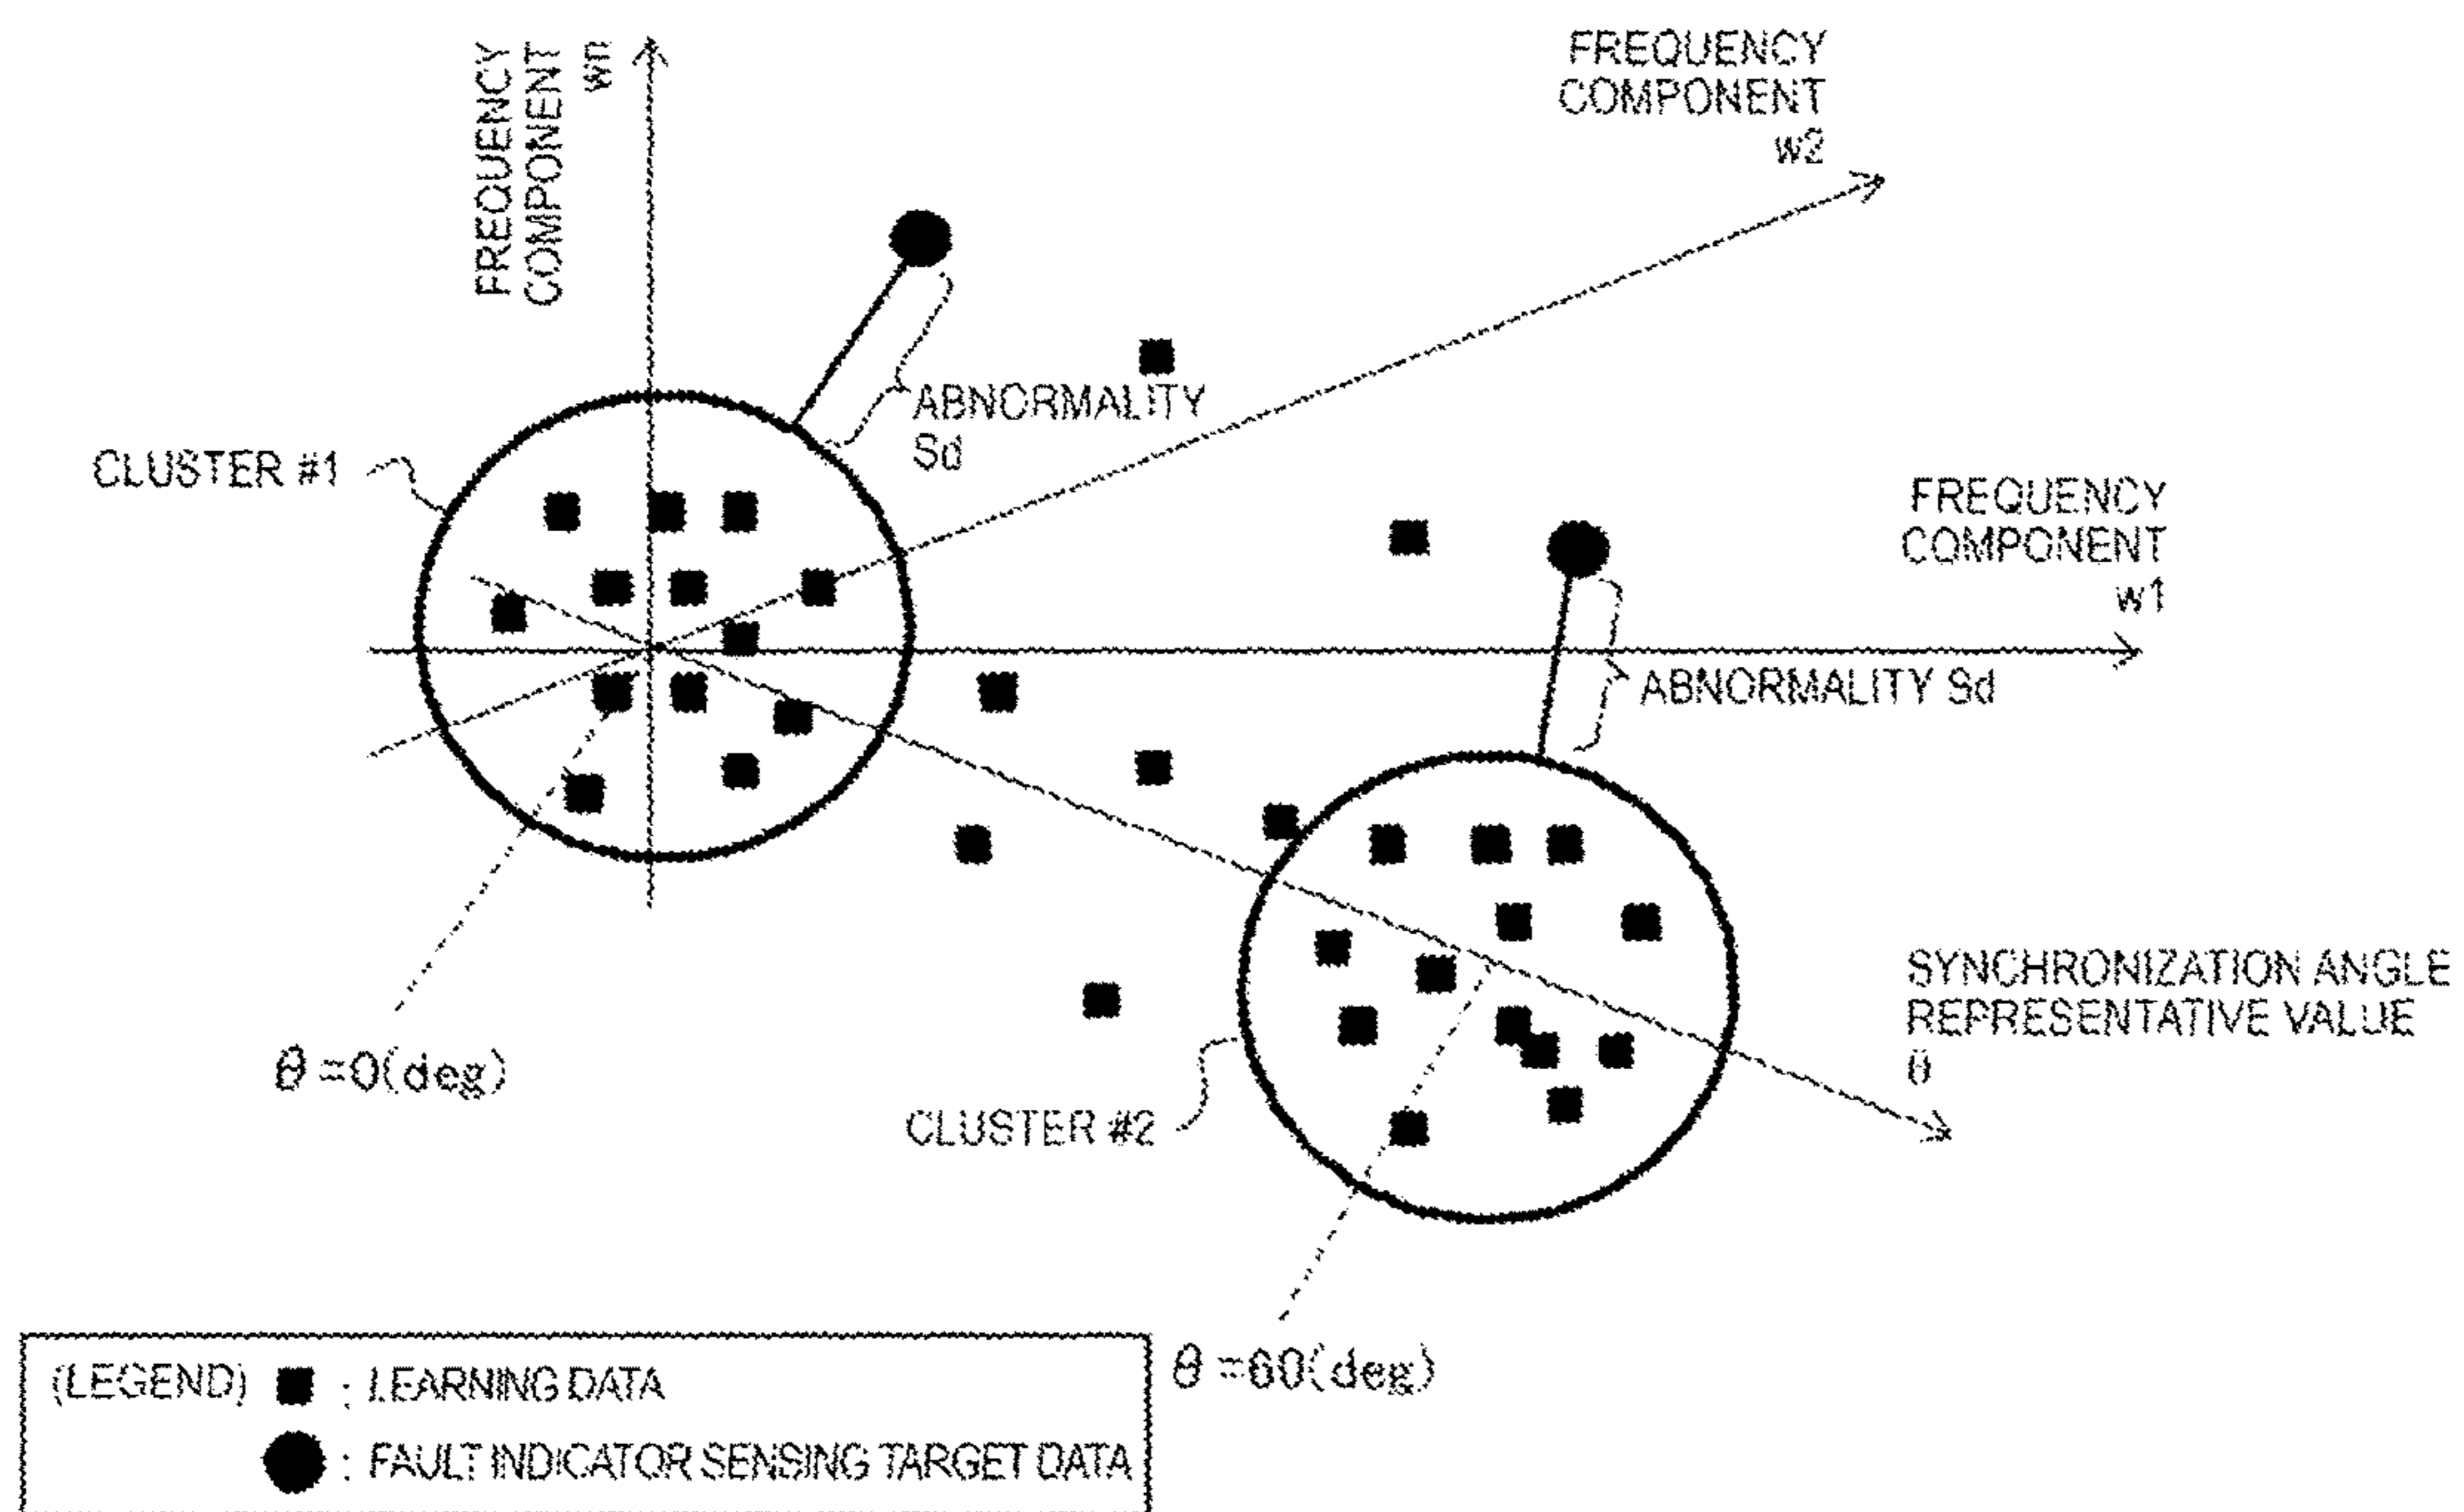 FREQUENCY
COMPONENT
wn
FREQUENCY
COMPONENT
w2
ABNORMALITY
Sd
CLUSTER #1
FREQUENCY
COMPONENT
w1
ABNORMALITY Sd
SYNCHRONIZATION ANGLE
REPRESENTATIVE VALUE
θ
θ =0(deg)
CLUSTER #2
θ =60(deg)
(LEGEND) ■ : LEARNING DATA
● : FAULT INDICATOR SENSING TARGET DATA